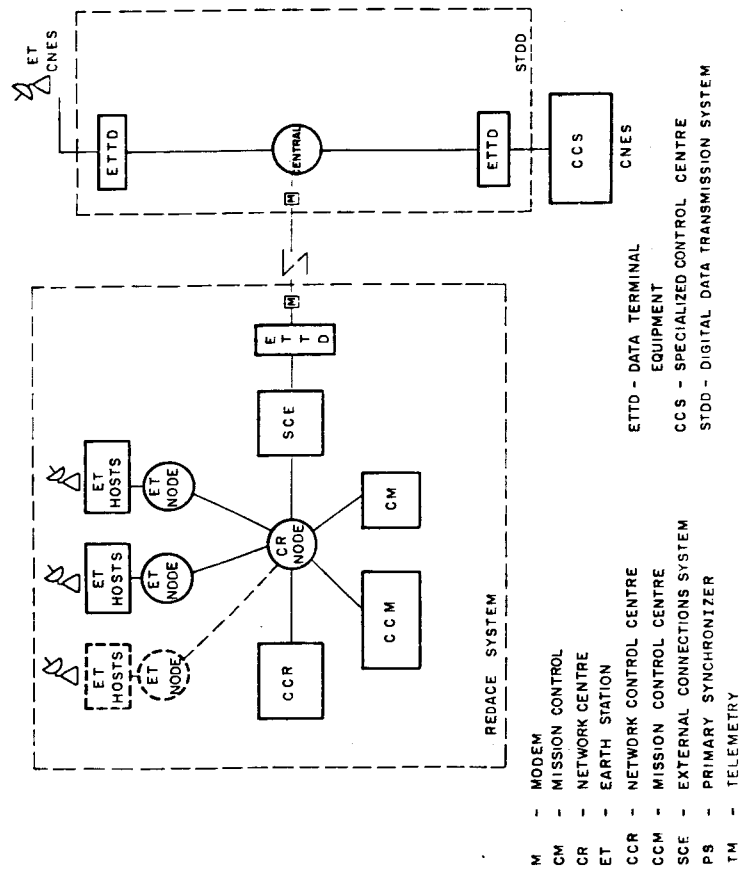 ET
CNES
ETTD
CENTRAL
M
ETTD
STDD
CCS
CNES
M
ETTD
SCE
ET
HOSTS
ET
NODE
ET
HOSTS
ET
NODE
ET
HOSTS
ET
NODE
CR
NODE
CM
CCM
CCR
REDACE SYSTEM
M - MODEM
CM - MISSION CONTROL
CR - NETWORK CENTRE
ET - EARTH STATION
CCR - NETWORK CONTROL CENTRE
CCM - MISSION CONTROL CENTRE
SCE - EXTERNAL CONNECTIONS SYSTEM
PS - PRIMARY SYNCHRONIZER
TM - TELEMETRY
ETTD - DATA TERMINAL
EQUIPMENT
CCS - SPECIALIZED CONTROL CENTRE
STDD - DIGITAL DATA TRANSMISSION SYSTEM